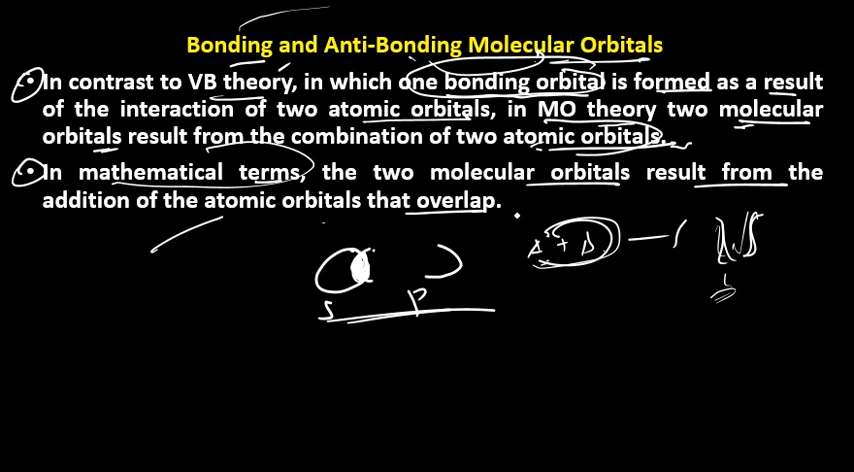 Bonding and Anti-Bonding Molecular Orbitals
In contrast to VB theory, in which one bonding orbital is formed as a result
of the interaction of two atomic orbitals, in MO theory two molecular
orbitals result from the combination of two atomic orbitals.
In mathematical terms, the two molecular orbitals result from the
addition of the atomic orbitals that overlap.
S P